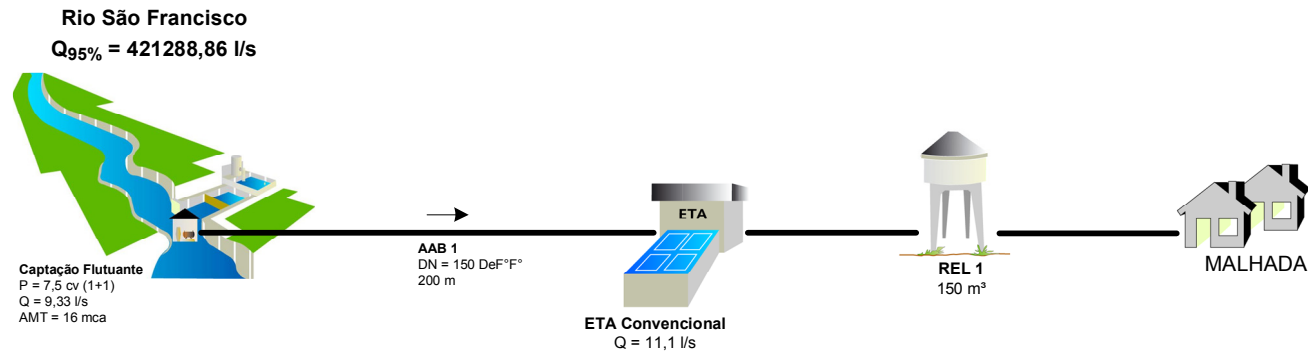 Rio São Francisco
Q95% = 421288,86 l/s
Captação Flutuante
P = 7,5 cv (1+1)
Q = 9,33 l/s
AMT = 16 mca
AAB 1
DN = 150 DeF°F°
200 m
ETA
ETA Convencional
Q = 11,1 l/s
REL 1
150 m³
MALHADA